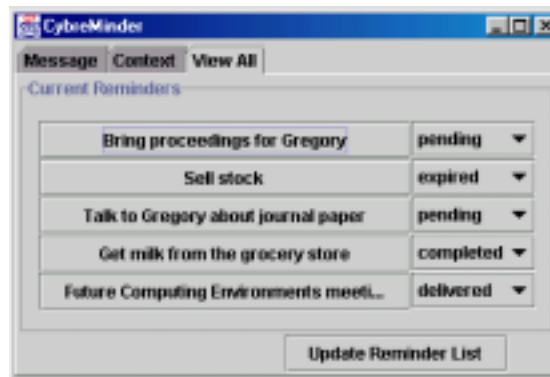 CybreMinder
Message Context View All
Current Reminders
Bring proceedings for Gregory pending
Sell stock expired
Talk to Gregory about journal paper pending
Get milk from the grocery store completed
Future Computing Environments meeti... delivered
Update Reminder List